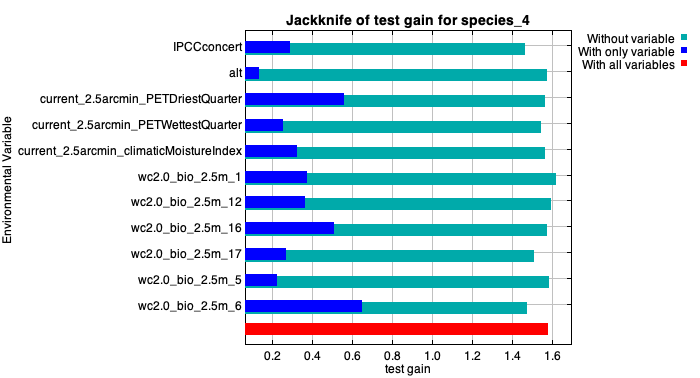 Jackknife of test gain for species_4
Without variable
With only variable
With all variables
Environmental Variable
IPCCconcert
alt
current_2.5arcmin_PETDriestQuarter
current_2.5arcmin_PETWettestQuarter
current_2.5arcmin_climaticMoistureIndex
wc2.0_bio_2.5m_1
wc2.0_bio_2.5m_12
wc2.0_bio_2.5m_16
wc2.0_bio_2.5m_17
wc2.0_bio_2.5m_5
wc2.0_bio_2.5m_6
0.2 0.4 0.6 0.8 1.0 1.2 1.4 1.6
test gain